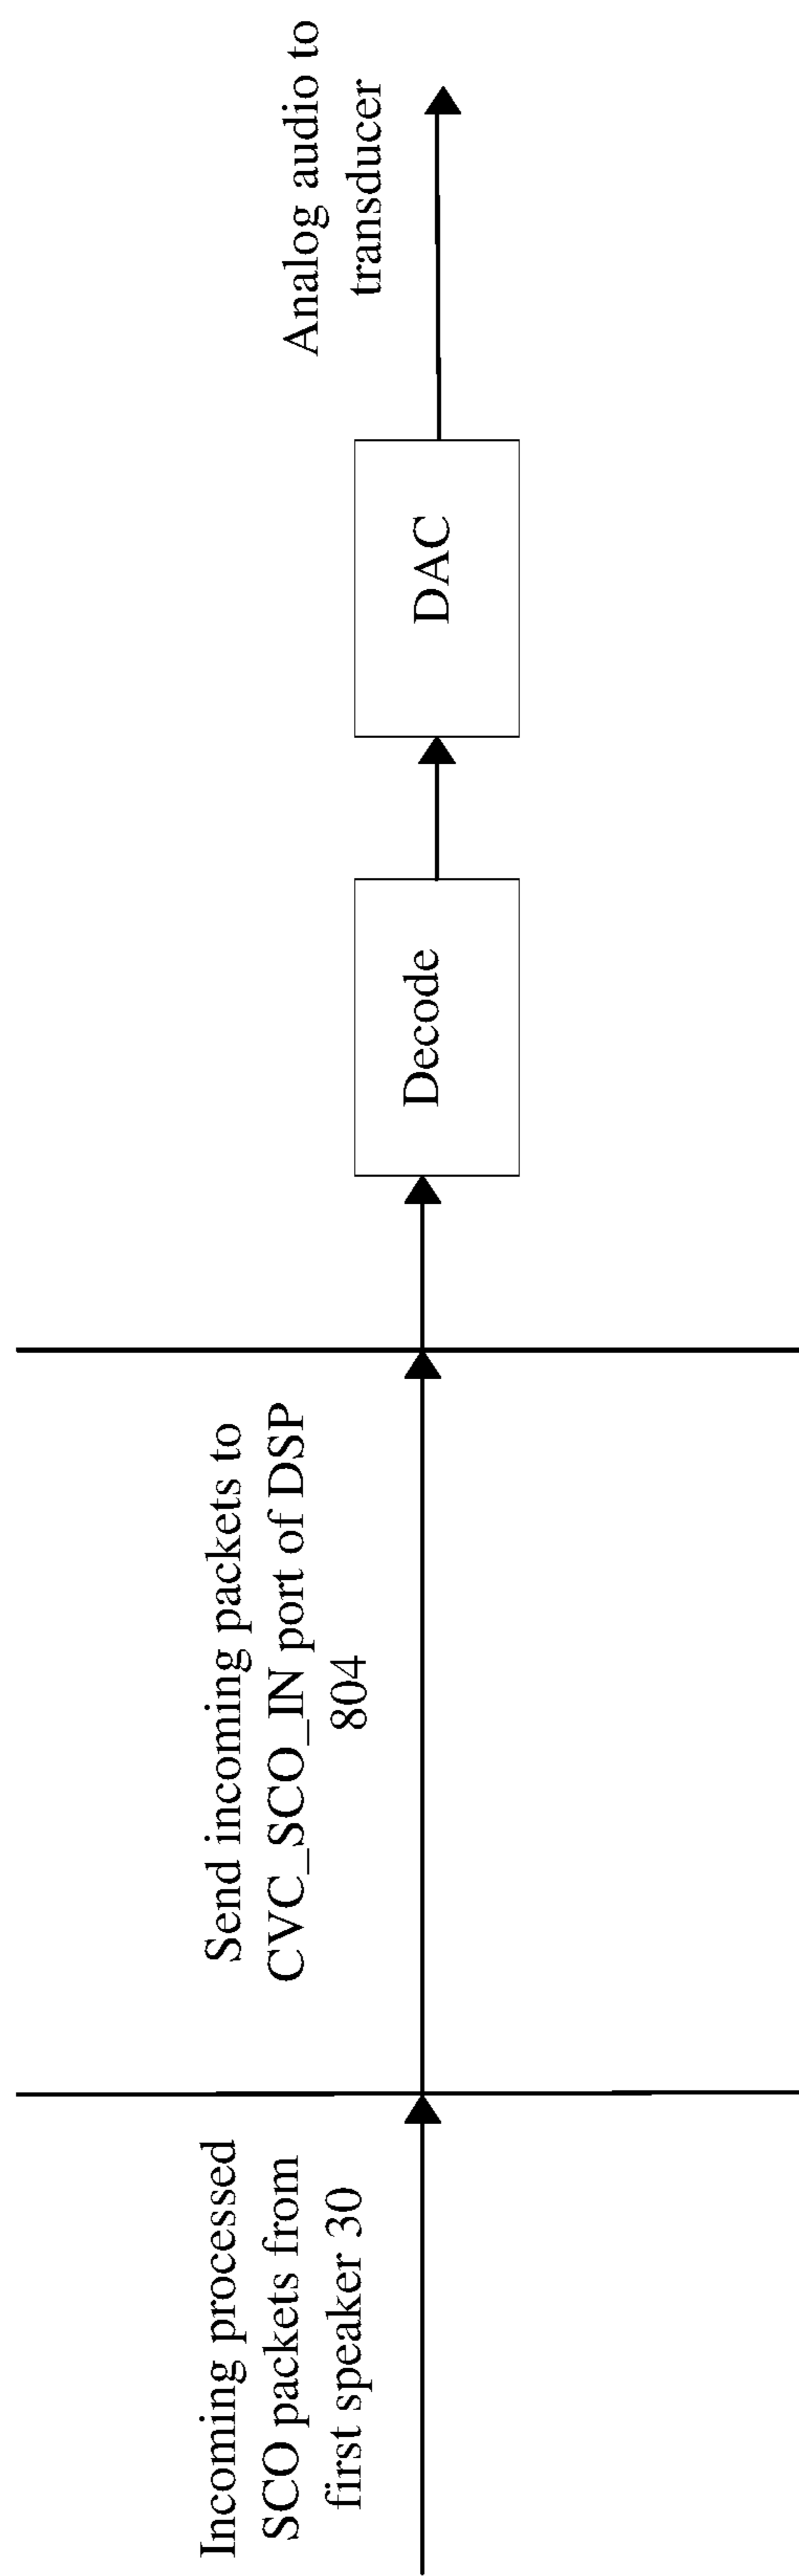 Incoming processed
SCO packets from
first speaker 30
Send incoming packets to
CVC_SCO_IN port of DSP
804
Decode
DAC
Analog audio to
transducer